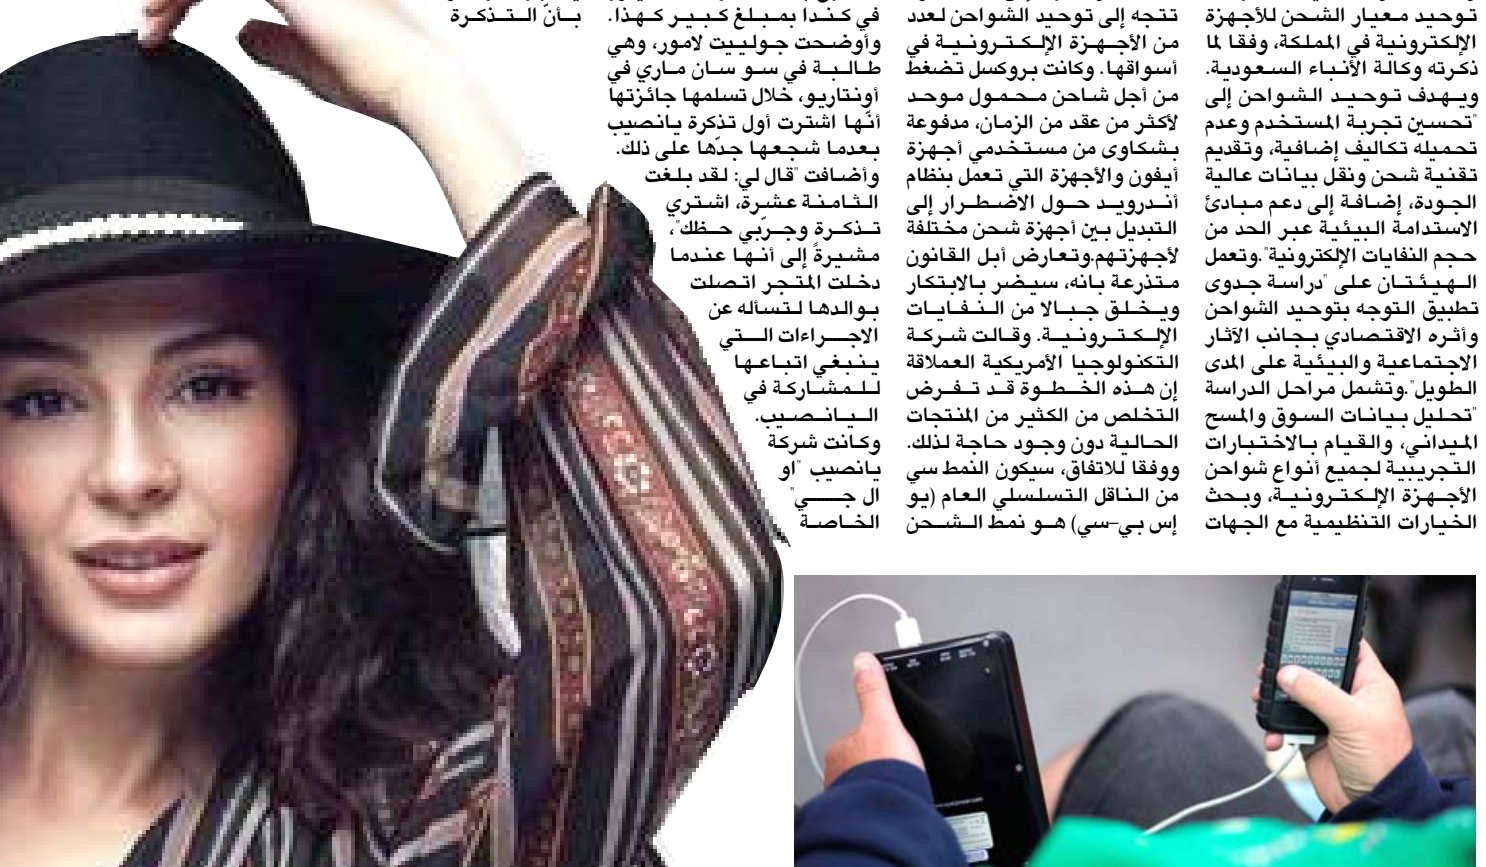 توحيد معيار الشحن للأجهزة
الإلكترونية في المملكة، وفقا لما
ذكرته وكالة الأنباء السعودية.
ويهدف توحيد الشواحن إلى
"تحسين تجربة المستخدم وعدم
تحميله تكاليف إضافية، وتقديم
تقنية شحن ونقل بيانات عالية
الجودة، إضافة إلى دعم مبادئ
الاستدامة البيئية عبر الحد من
حجم النفايات الإلكترونية".وتعمل
الهيئتان على "دراسة جدوى
تطبيق التوجه بتوحيد الشواحن
وأثره الاقتصادي بجانب الآثار
الاجتماعية والبيئية على المدى
الطويل".وتشمل مراحل الدراسة
"تحليل بيانات السوق والمسح
الميداني، والقيام بالاختبارات
التجريبية لجميع أنواع شواحن
الأجهزة الإلكترونية، وبحث
الخيارات التنظيمية مع الجهات
تتجه إلى توحيد الشواحن لعدد
من الأجهزة الإلكترونية في
أسواقها. وكانت بروكسل تضغط
من أجل شاحن محمول موحد
لأكثر من عقد من الزمان، مدفوعة
بشكاوى من مستخدمي أجهزة
أيفون والأجهزة التي تعمل بنظام
أندرويد حول الاضطرار إلى
التبديل بين أجهزة شحن مختلفة
لأجهزتهم.وتعارض أبل القانون
متذرعة بانه، سيضر بالابتكار
ويخلق جبالا من النفايات
الإلكترونية. وقالت شركة
التكنولوجيا الأمريكية العملاقة
إن هذه الخطوة قد تفرض
التخلص من الكثير من المنتجات
الحالية دون وجود حاجة لذلك.
ووفقا للاتفاق، سيكون النمط سي
من الناقل التسلسلي العام (يو
إس بي-سي) هو نمط الشحن
في كندا بمبلغ كبير كهذا.
وأوضحت جولييت لامور، وهي
طالبة في سو سان ماري في
أونتاريو، خلال تسلمها جائزتها
أنّها اشترت أول تذكرة يانصيب
بعدما شجعها جدّها على ذلك.
وأضافت "قال لي: لقد بلغت
الثامنة عشرة، اشتري
تذكرة وجرّبي حظك"،
مشيرةً إلى أنها عندما
دخلت المتجر اتصلت
بوالدها لتسأله عن
الاجراءات التي
ينبغي اتباعها
للمشاركة في
اليانصيب.
وكانت شركة
يانصيب "او
ال جي"
الخاصة
بأنّ التذكرة